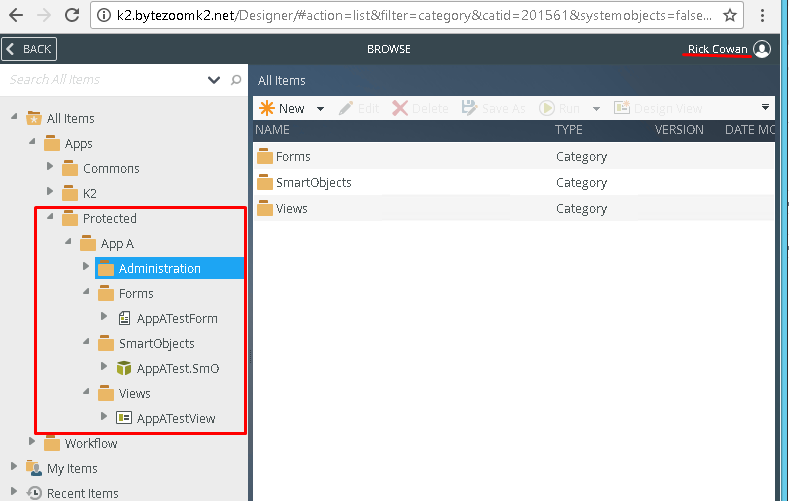 k2.bytezoomk2.net/Designer/#action=list&filter=category&catid=201561&systemobjects=false...
BACK
BROWSE
Rick Cowan
Search All Items
All Items
New
Edit
Delete
Save As
Run
Design View
NAME
TYPE
VERSION
DATE MO
Forms
Category
SmartObjects
Category
Views
Category
All Items
Apps
Commons
K2
Protected
App A
Administration
Forms
AppATestForm
SmartObjects
AppATest.SmO
Views
AppATestView
Workflow
My Items
Recent Items